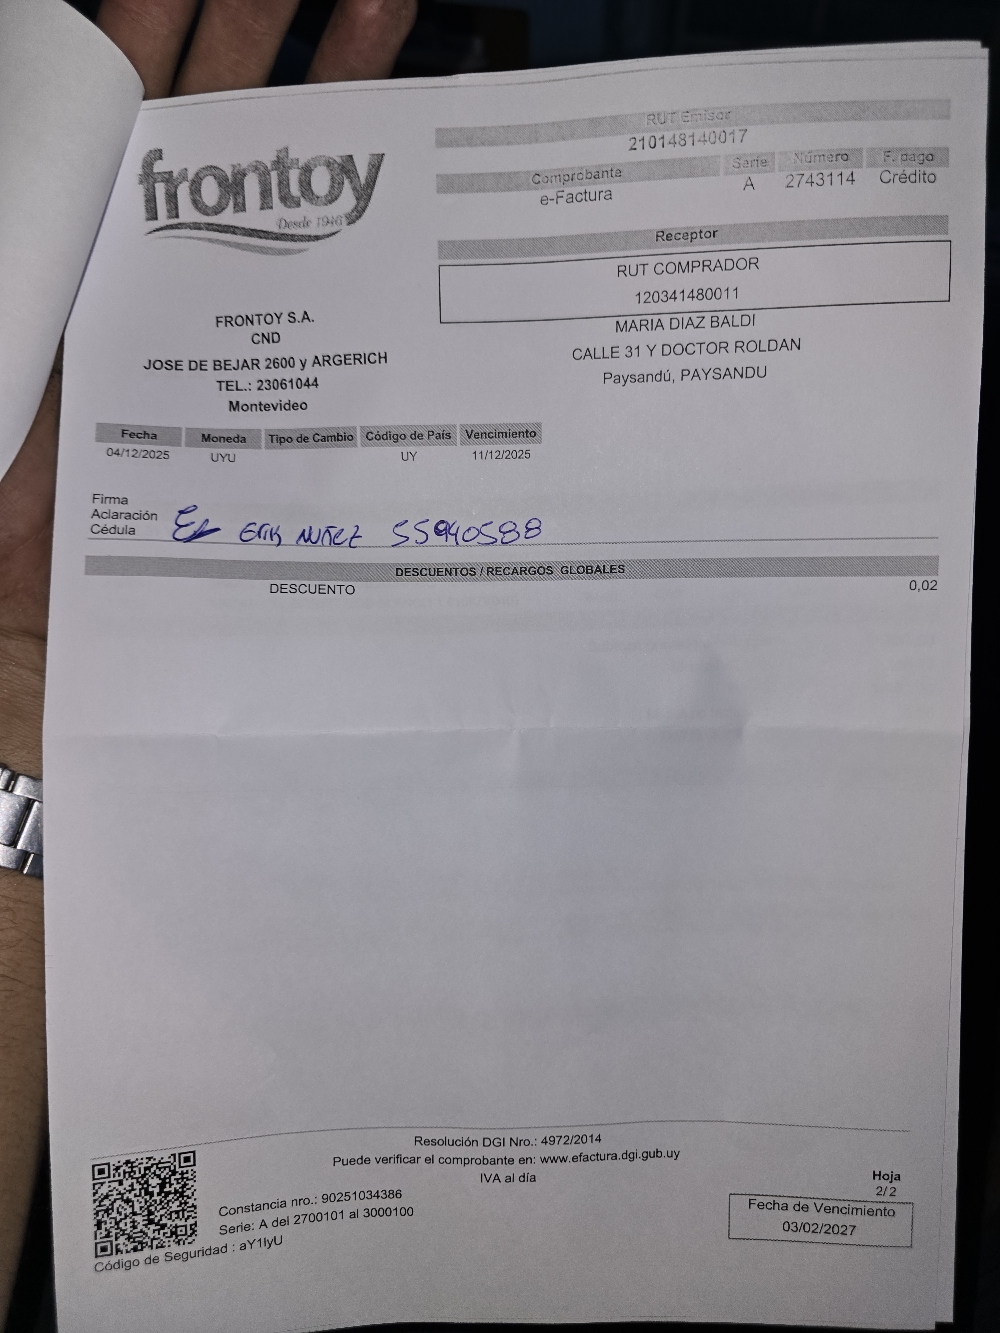 frontoy
Desde 1946
RUT Emisor
210148140017
Comprobante Serie Número F. pago
e-Factura A 2743114 Crédito
Receptor
RUT COMPRADOR
120341480011
MARIA DIAZ BALDI
CALLE 31 Y DOCTOR ROLDAN
Paysandú, PAYSANDU
FRONTOY S.A.
CND
JOSE DE BEJAR 2600 y ARGERICH
TEL.: 23061044
Montevideo
Fecha Moneda Tipo de Cambio Código de País Vencimiento
04/12/2025 UYU UY 11/12/2025
Firma
Aclaración
Cédula
ERIK NUÑEZ 55940588
DESCUENTOS / RECARGOS GLOBALES
DESCUENTO 0,02
Resolución DGI Nro.: 4972/2014
Puede verificar el comprobante en: www.efactura.dgi.gub.uy
IVA al día
Constancia nro.: 90251034386
Serie: A del 2700101 al 3000100
Código de Seguridad : aY1lyU
Hoja
2/2
Fecha de Vencimiento
03/02/2027